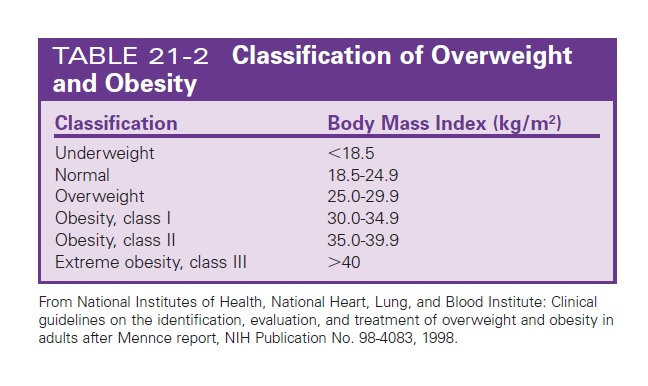 TABLE 21-2 Classification of Overweight
and Obesity
Classification Body Mass Index (kg/m²)
Underweight <18.5
Normal 18.5-24.9
Overweight 25.0-29.9
Obesity, class I 30.0-34.9
Obesity, class II 35.0-39.9
Extreme obesity, class III >40
From National Institutes of Health, National Heart, Lung, and Blood Institute: Clinical
guidelines on the identification, evaluation, and treatment of overweight and obesity in
adults after Mennce report, NIH Publication No. 98-4083, 1998.